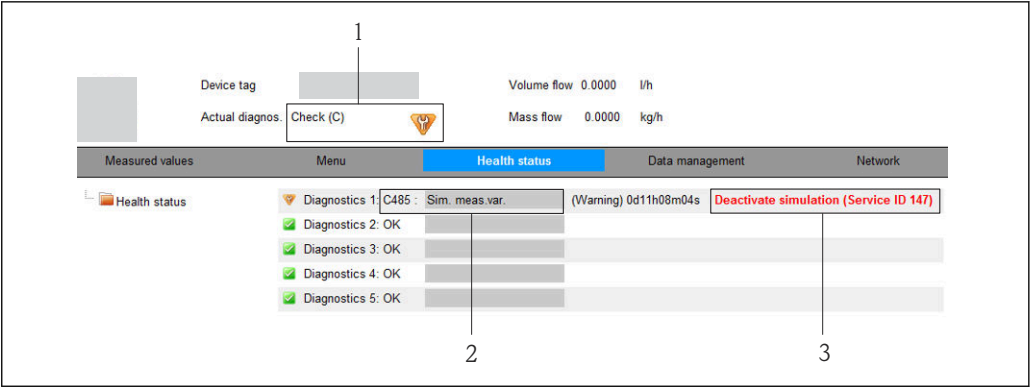 1
Device tag Volume flow 0.0000 l/h
Actual diagnos. Check (C) Mass flow 0.0000 kg/h
Measured values Menu Health status Data management Network
Health status Diagnostics 1: C485 : Sim. meas.var. (Warning) 0d11h08m04s Deactivate simulation (Service ID 147)
Diagnostics 2: OK
Diagnostics 3: OK
Diagnostics 4: OK
Diagnostics 5: OK
2 3